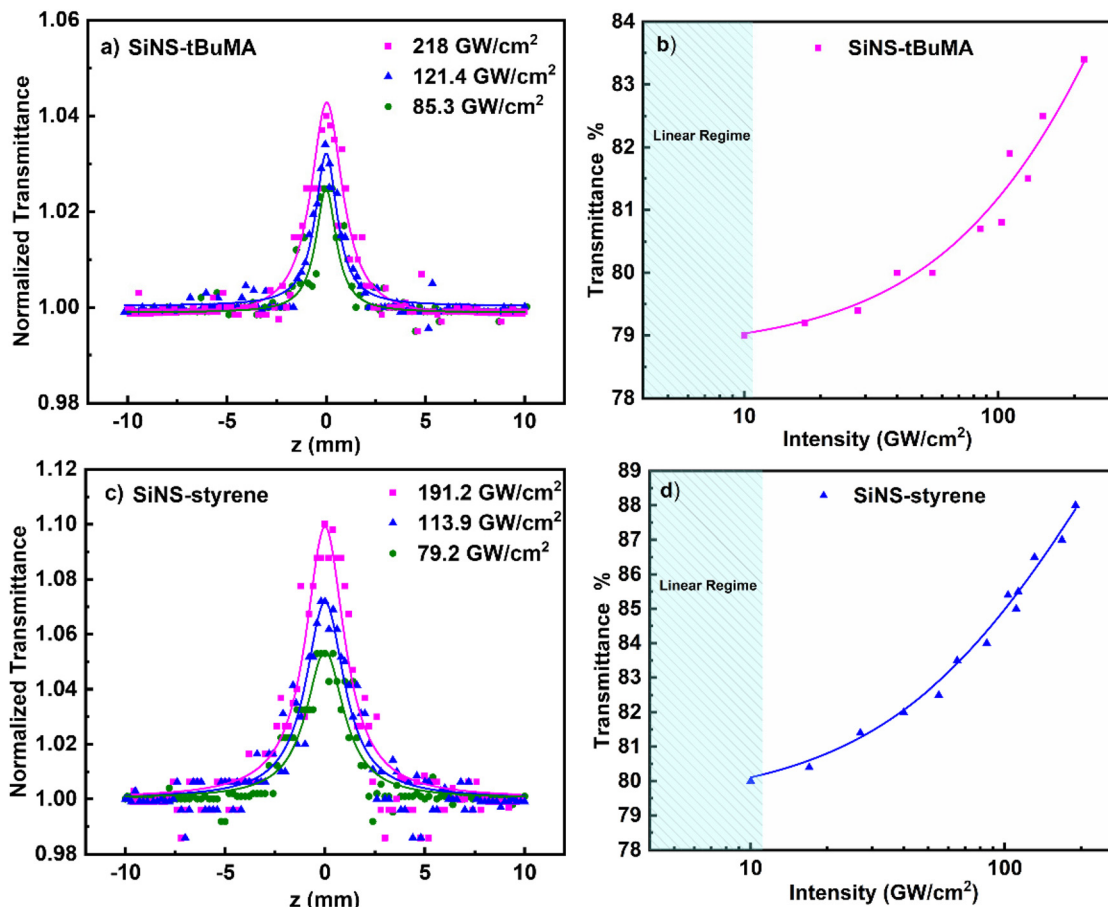 a) SiNS-tBuMA
218 GW/cm²
121.4 GW/cm²
85.3 GW/cm²
Normalized Transmittance
1.06
1.04
1.02
1.00
0.98
-10
-5
0
5
10
z (mm)
b)
SiNS-tBuMA
Linear Regime
Transmittance %
84
83
82
81
80
79
78
10
100
Intensity (GW/cm²)
c) SiNS-styrene
191.2 GW/cm²
113.9 GW/cm²
79.2 GW/cm²
Normalized Transmittance
1.12
1.10
1.08
1.06
1.04
1.02
1.00
0.98
-10
-5
0
5
10
z (mm)
d)
SiNS-styrene
Linear Regime
Transmittance %
89
88
87
86
85
84
83
82
81
80
79
78
10
100
Intensity (GW/cm²)